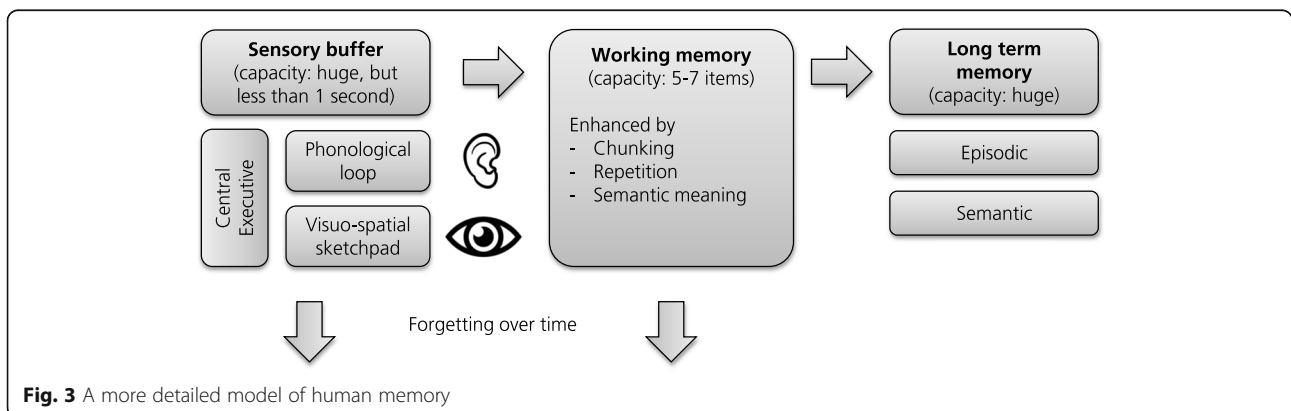 Sensory buffer
(capacity: huge, but
less than 1 second)
Central
Executive
Phonological
loop
Visuo-spatial
sketchpad
Working memory
(capacity: 5-7 items)
Enhanced by
- Chunking
- Repetition
- Semantic meaning
Long term
memory
(capacity: huge)
Episodic
Semantic
Forgetting over time
Fig. 3 A more detailed model of human memory